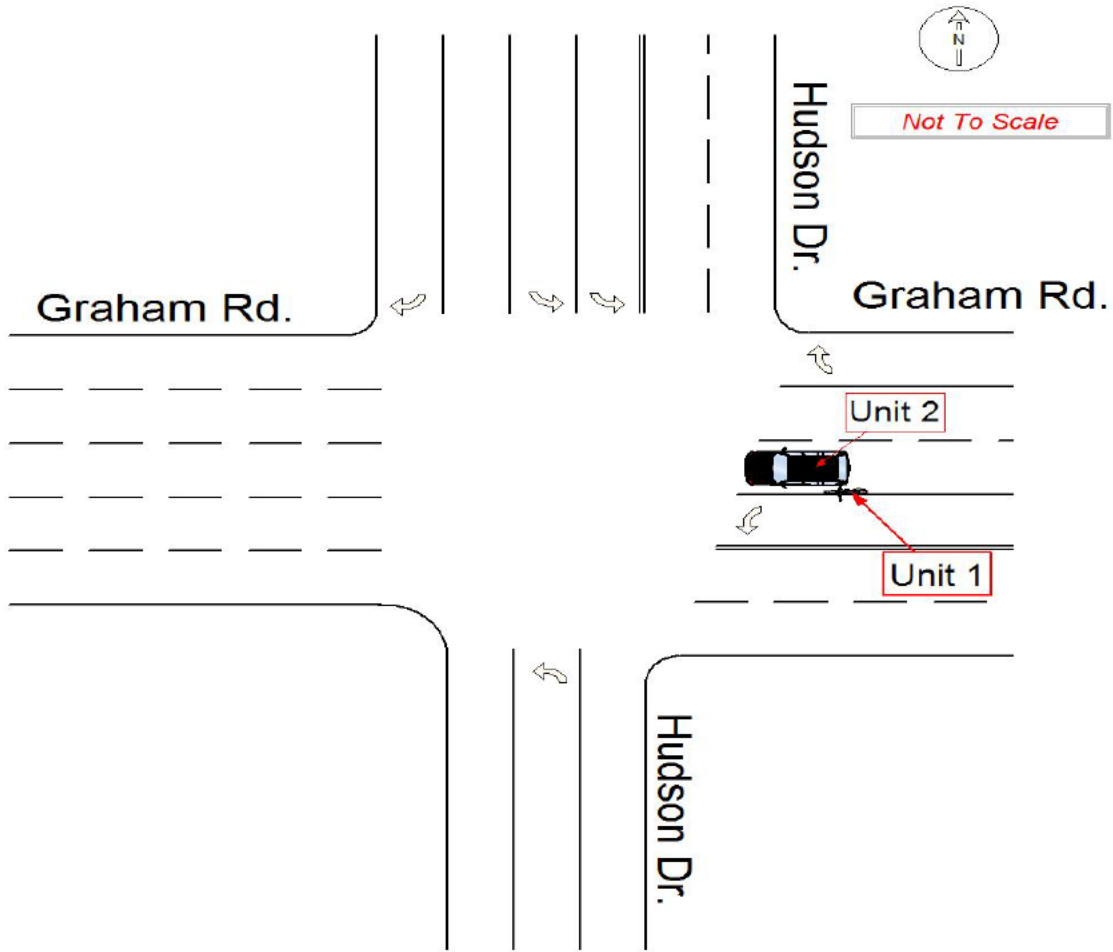 N
Not To Scale
Hudson Dr.
Graham Rd.
Graham Rd.
Unit 2
Unit 1
Hudson Dr.